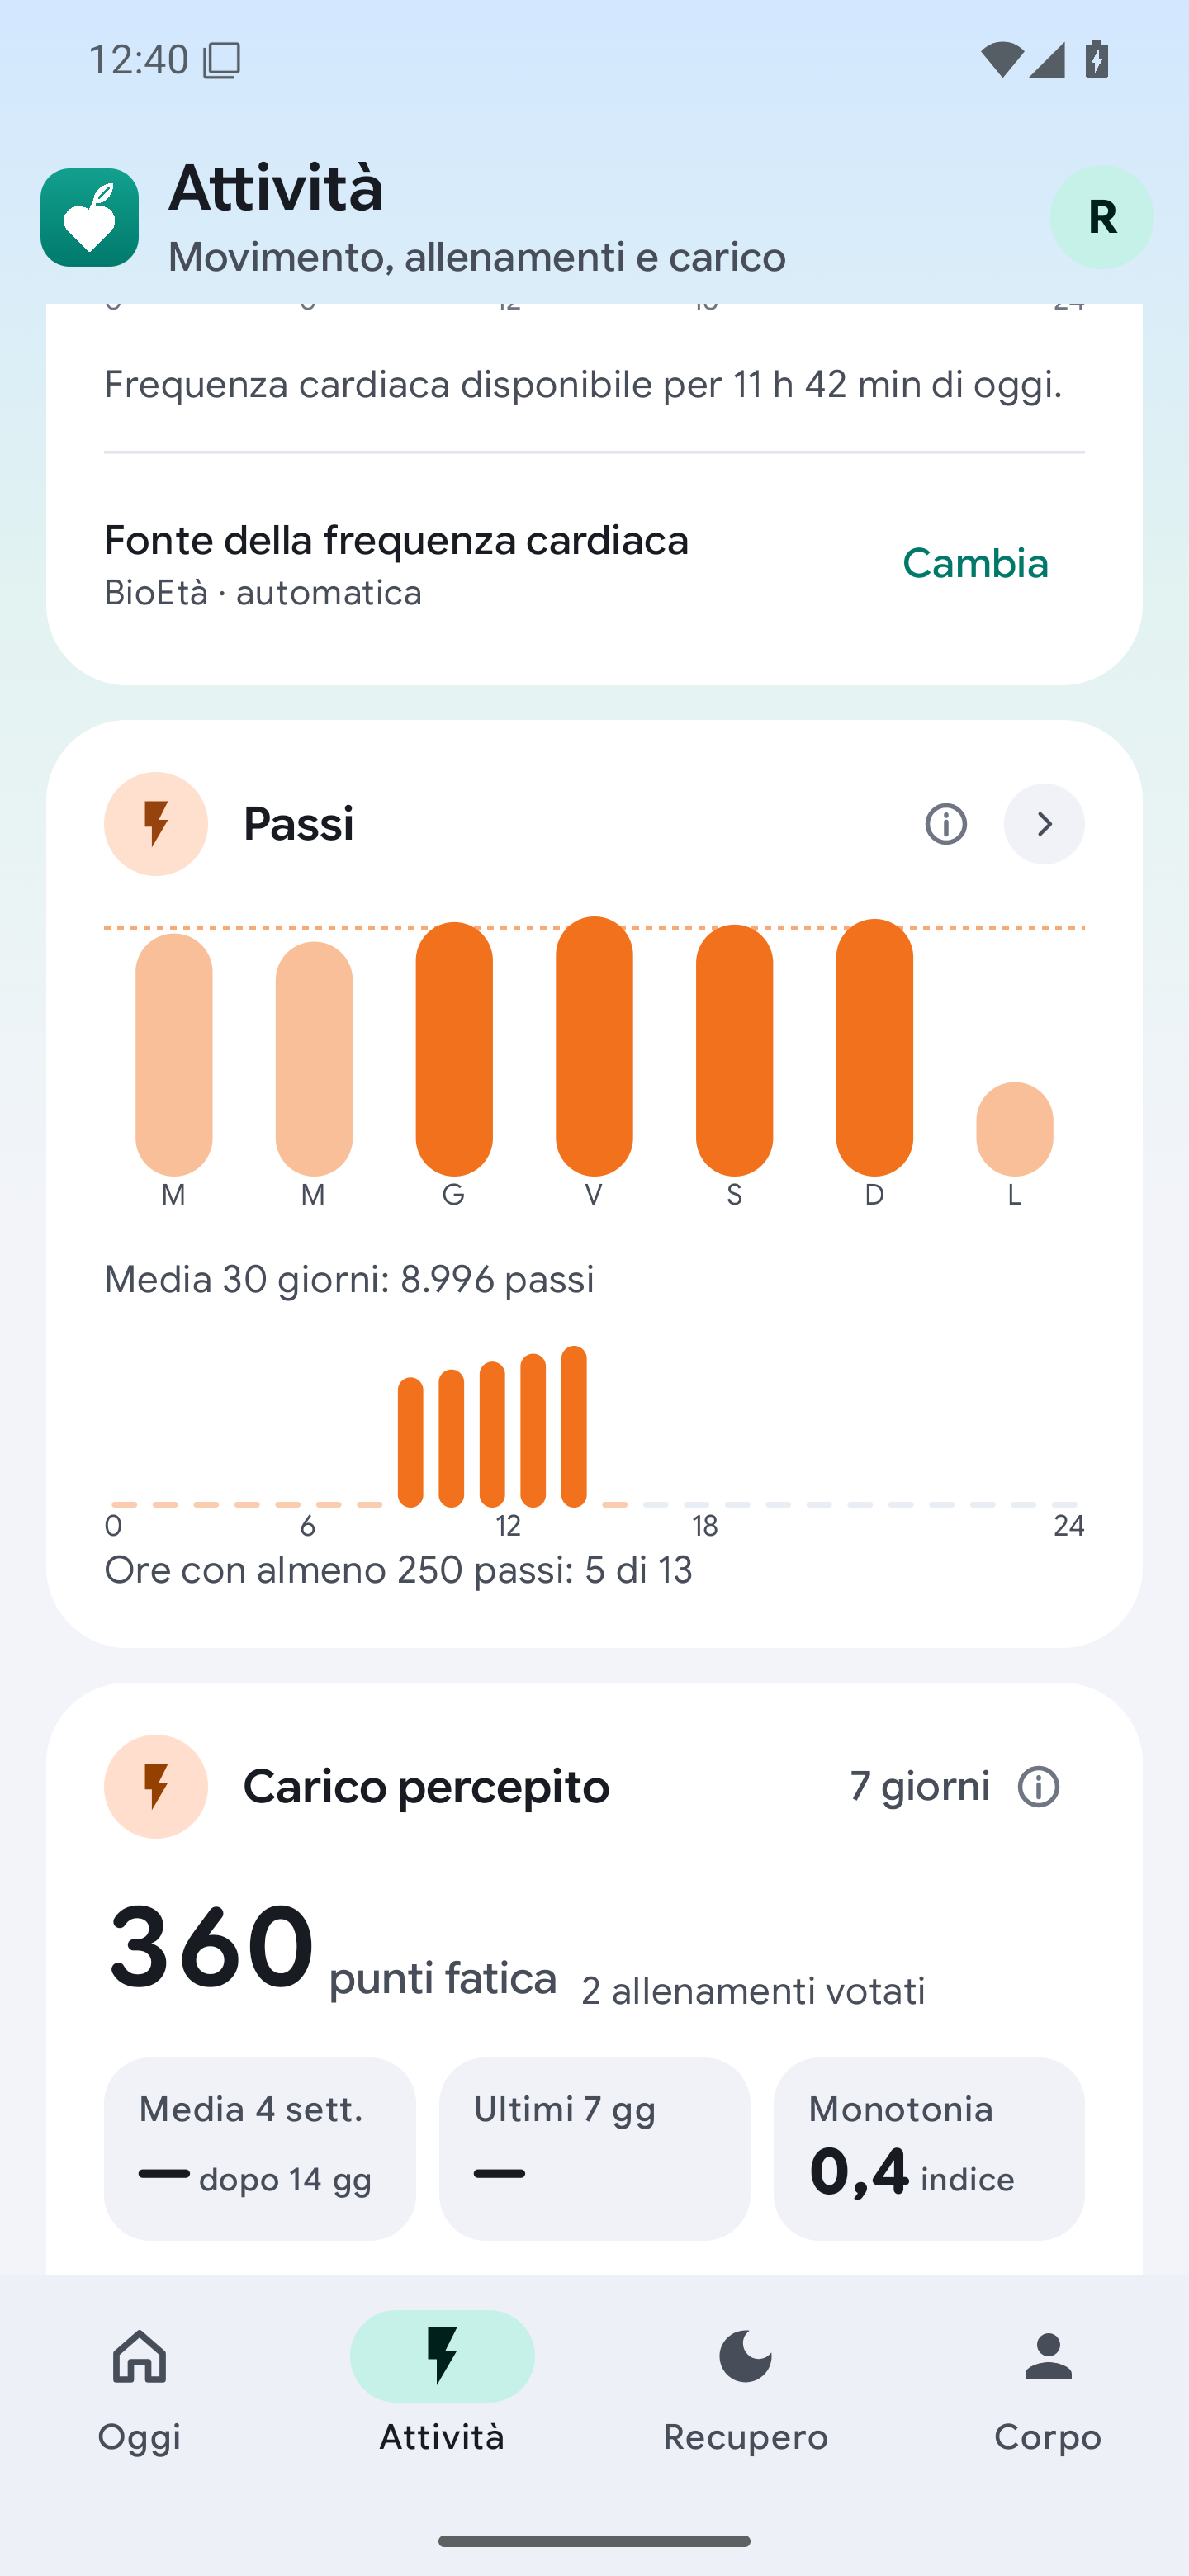 12:40
Attività
Movimento, allenamenti e carico
R
Frequenza cardiaca disponibile per 11 h 42 min di oggi.
Fonte della frequenza cardiaca
BioEtà · automatica
Cambia
Passi
M M G V S D L
Media 30 giorni: 8.996 passi
0 6 12 18 24
Ore con almeno 250 passi: 5 di 13
Carico percepito
7 giorni
360 punti fatica 2 allenamenti votati
Media 4 sett.
— dopo 14 gg
Ultimi 7 gg
—
Monotonia
0,4 indice
Oggi
Attività
Recupero
Corpo